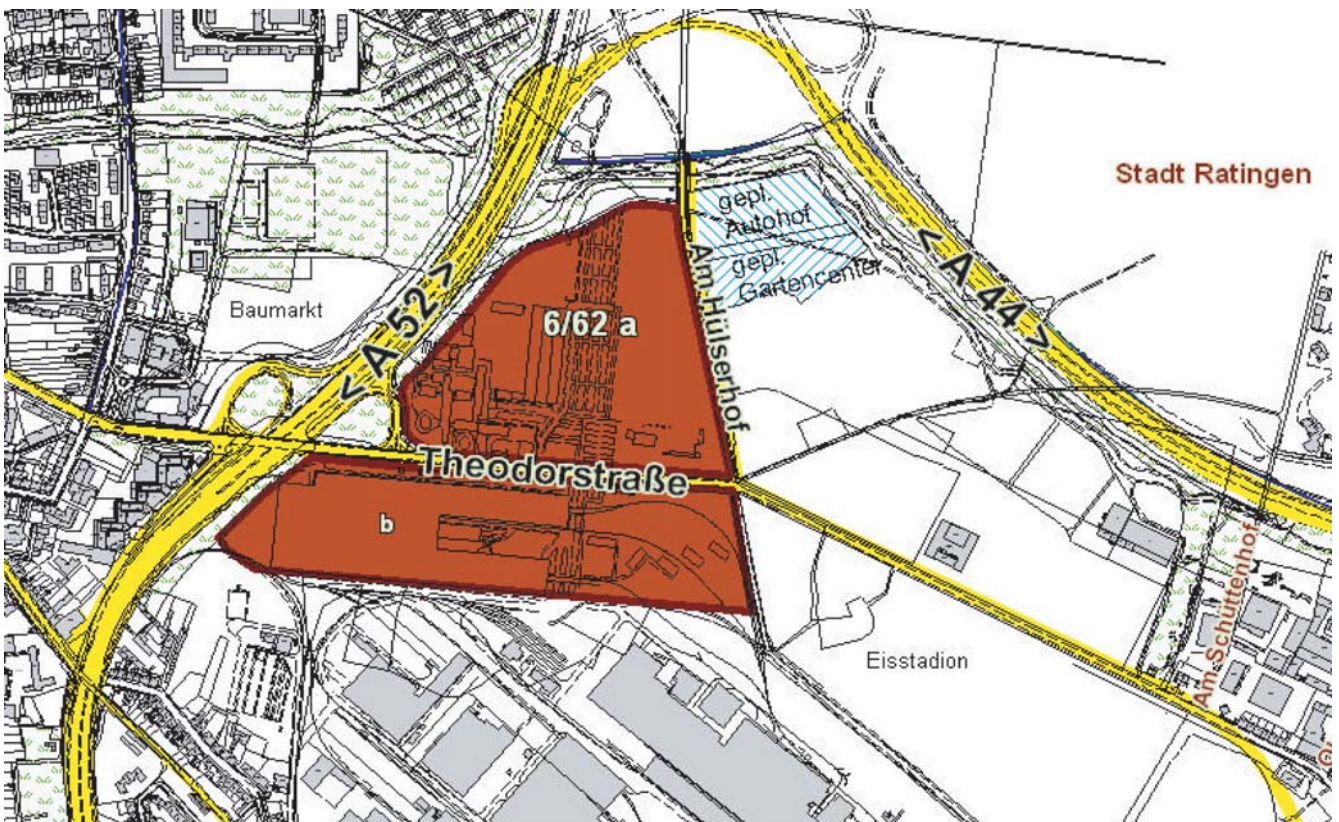 Stadt Ratingen
gepl.
Autohof
gepl.
Gartencenter
< A 52 >
< A 44 >
Baumarkt
6/62 a
Am Hülserhof
Theodorstraße
b
Eisstadion
Am Schüttenhof